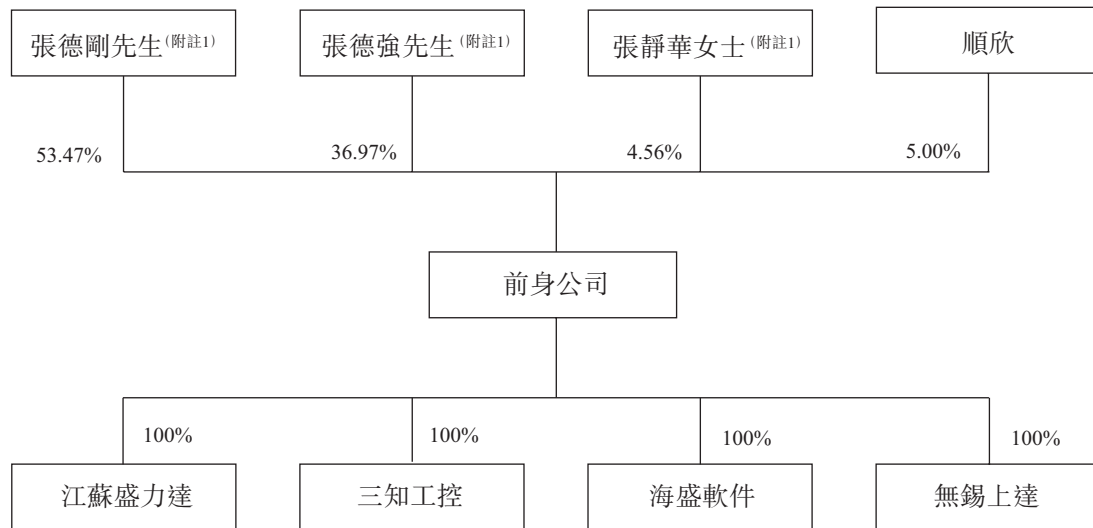 張德剛先生(附註1)
張德強先生(附註1)
張靜華女士(附註1)
順欣
53.47%
36.97%
4.56%
5.00%
前身公司
100%
100%
100%
100%
江蘇盛力達
三知工控
海盛軟件
無錫上達